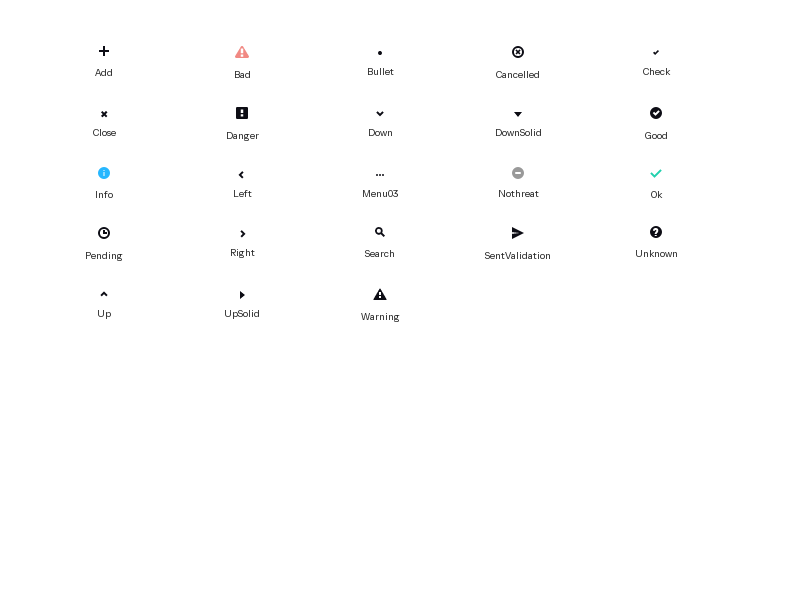 Add
Bad
Bullet
Cancelled
Check
Close
Danger
Down
DownSolid
Good
Info
Left
Menu03
Nothreat
Ok
Pending
Right
Search
SentValidation
Unknown
Up
UpSolid
Warning